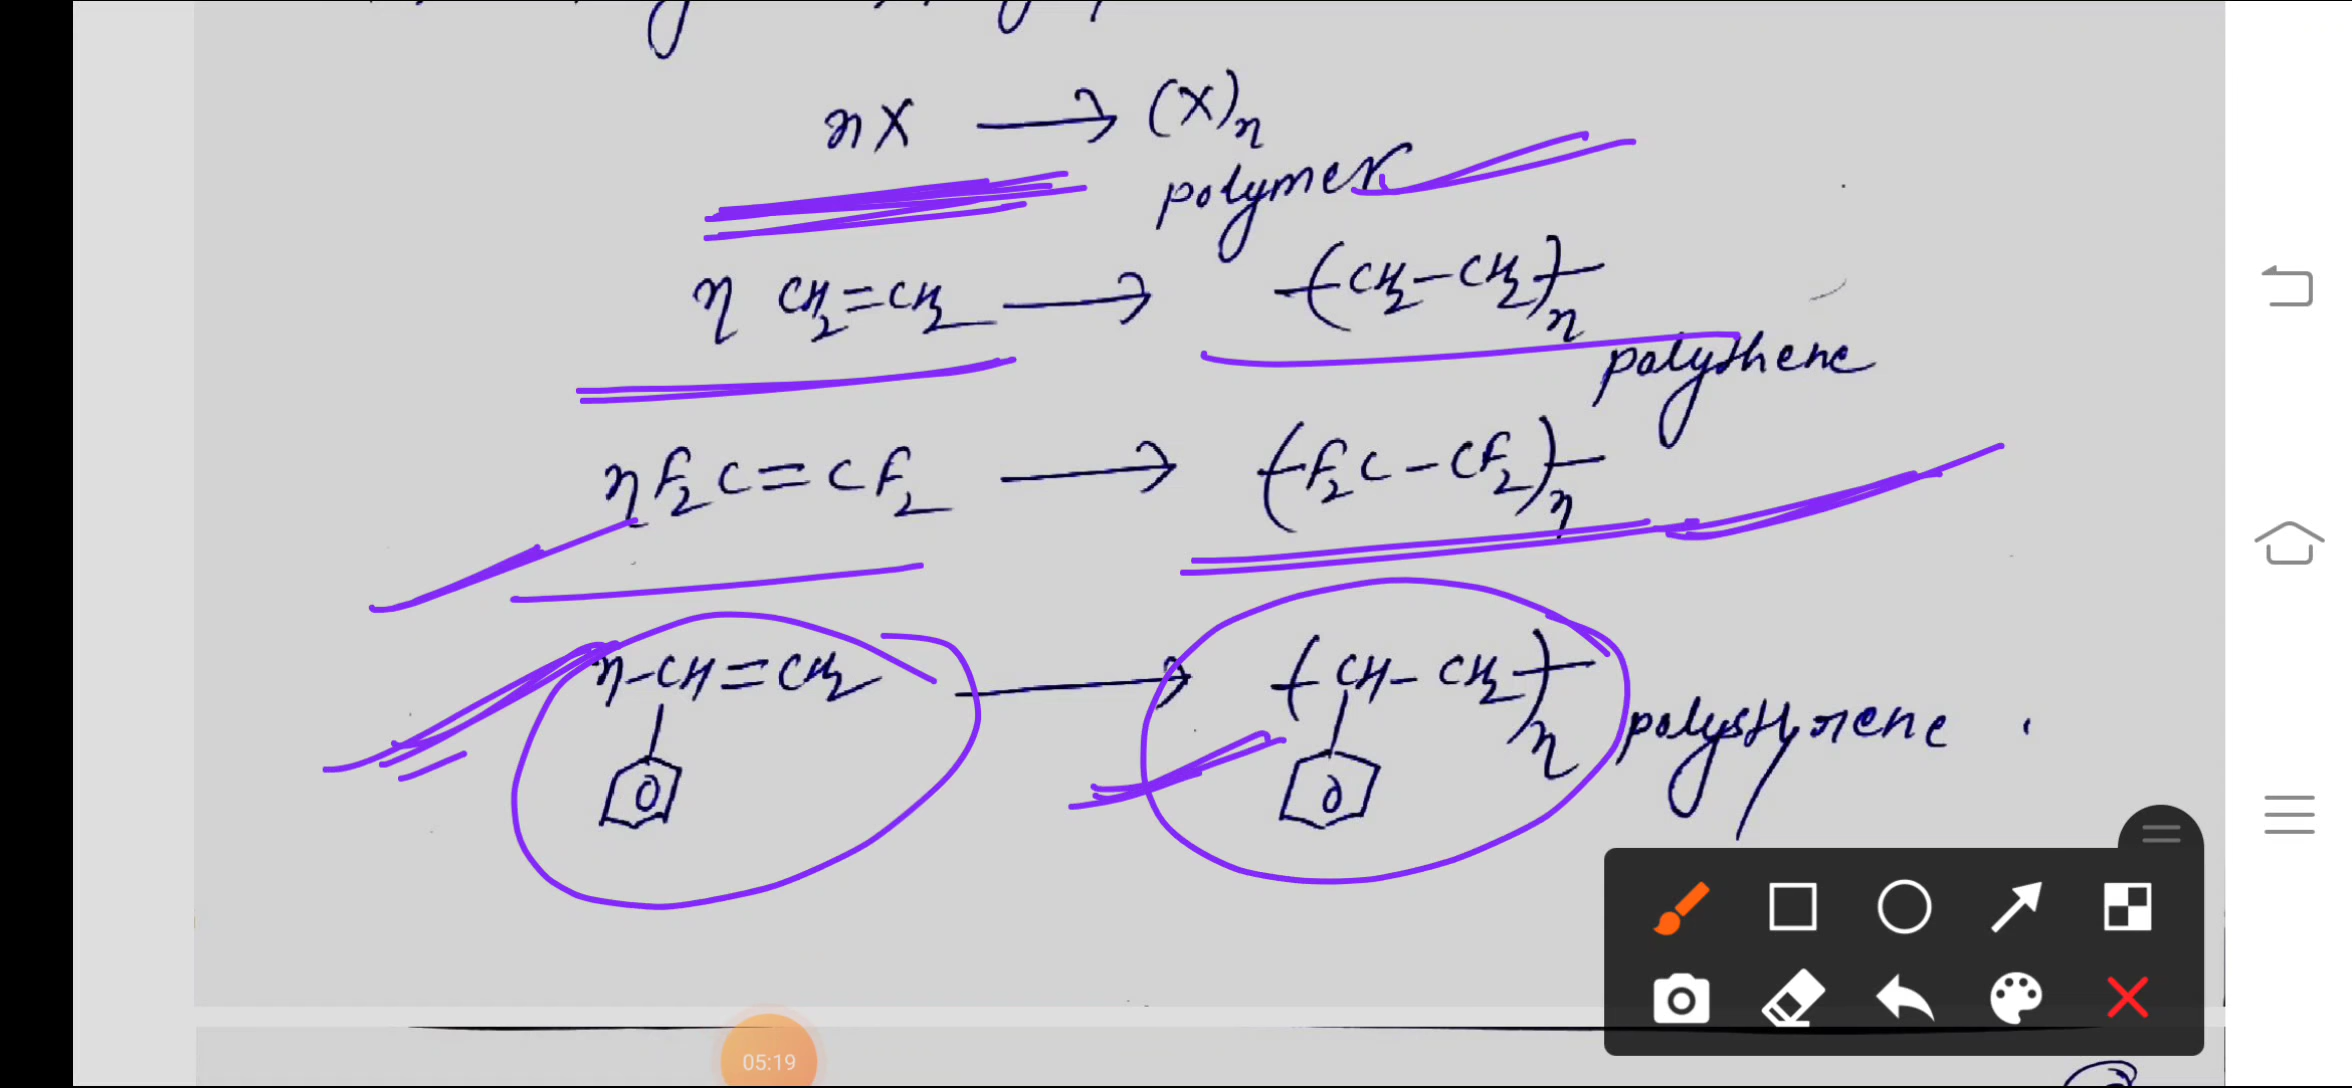 nX → (X)n
polymer
n CH2=CH2 → -(CH2-CH2)-n
polythene
nF2C=CF2 → -(F2C-CF2)-n
n-CH=CH2 → -(CH-CH2)-n polystyrene.
05:19